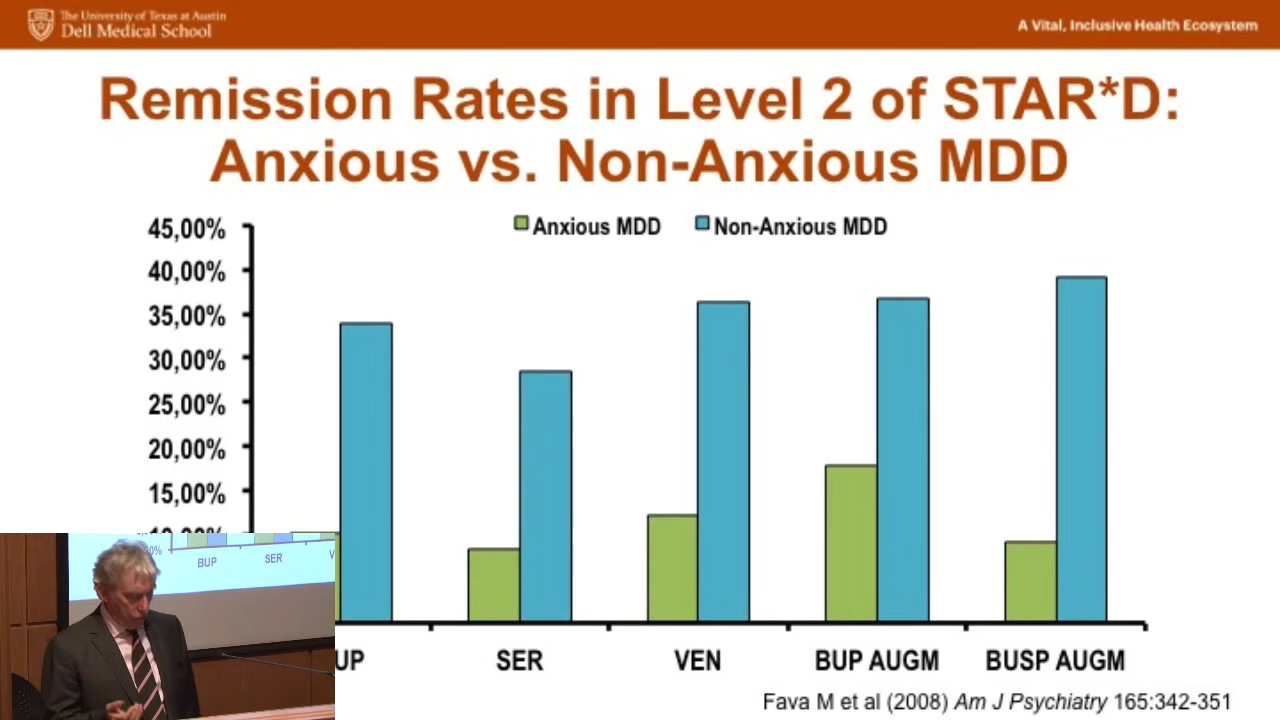 The University of Texas at Austin
Dell Medical School
A Vital, Inclusive Health Ecosystem
Remission Rates in Level 2 of STAR*D:
Anxious vs. Non-Anxious MDD
Anxious MDD
Non-Anxious MDD
45,00%
40,00%
35,00%
30,00%
25,00%
20,00%
15,00%
BUP
SER
UP
SER
VEN
BUP AUGM
BUSP AUGM
Fava M et al (2008) Am J Psychiatry 165:342-351